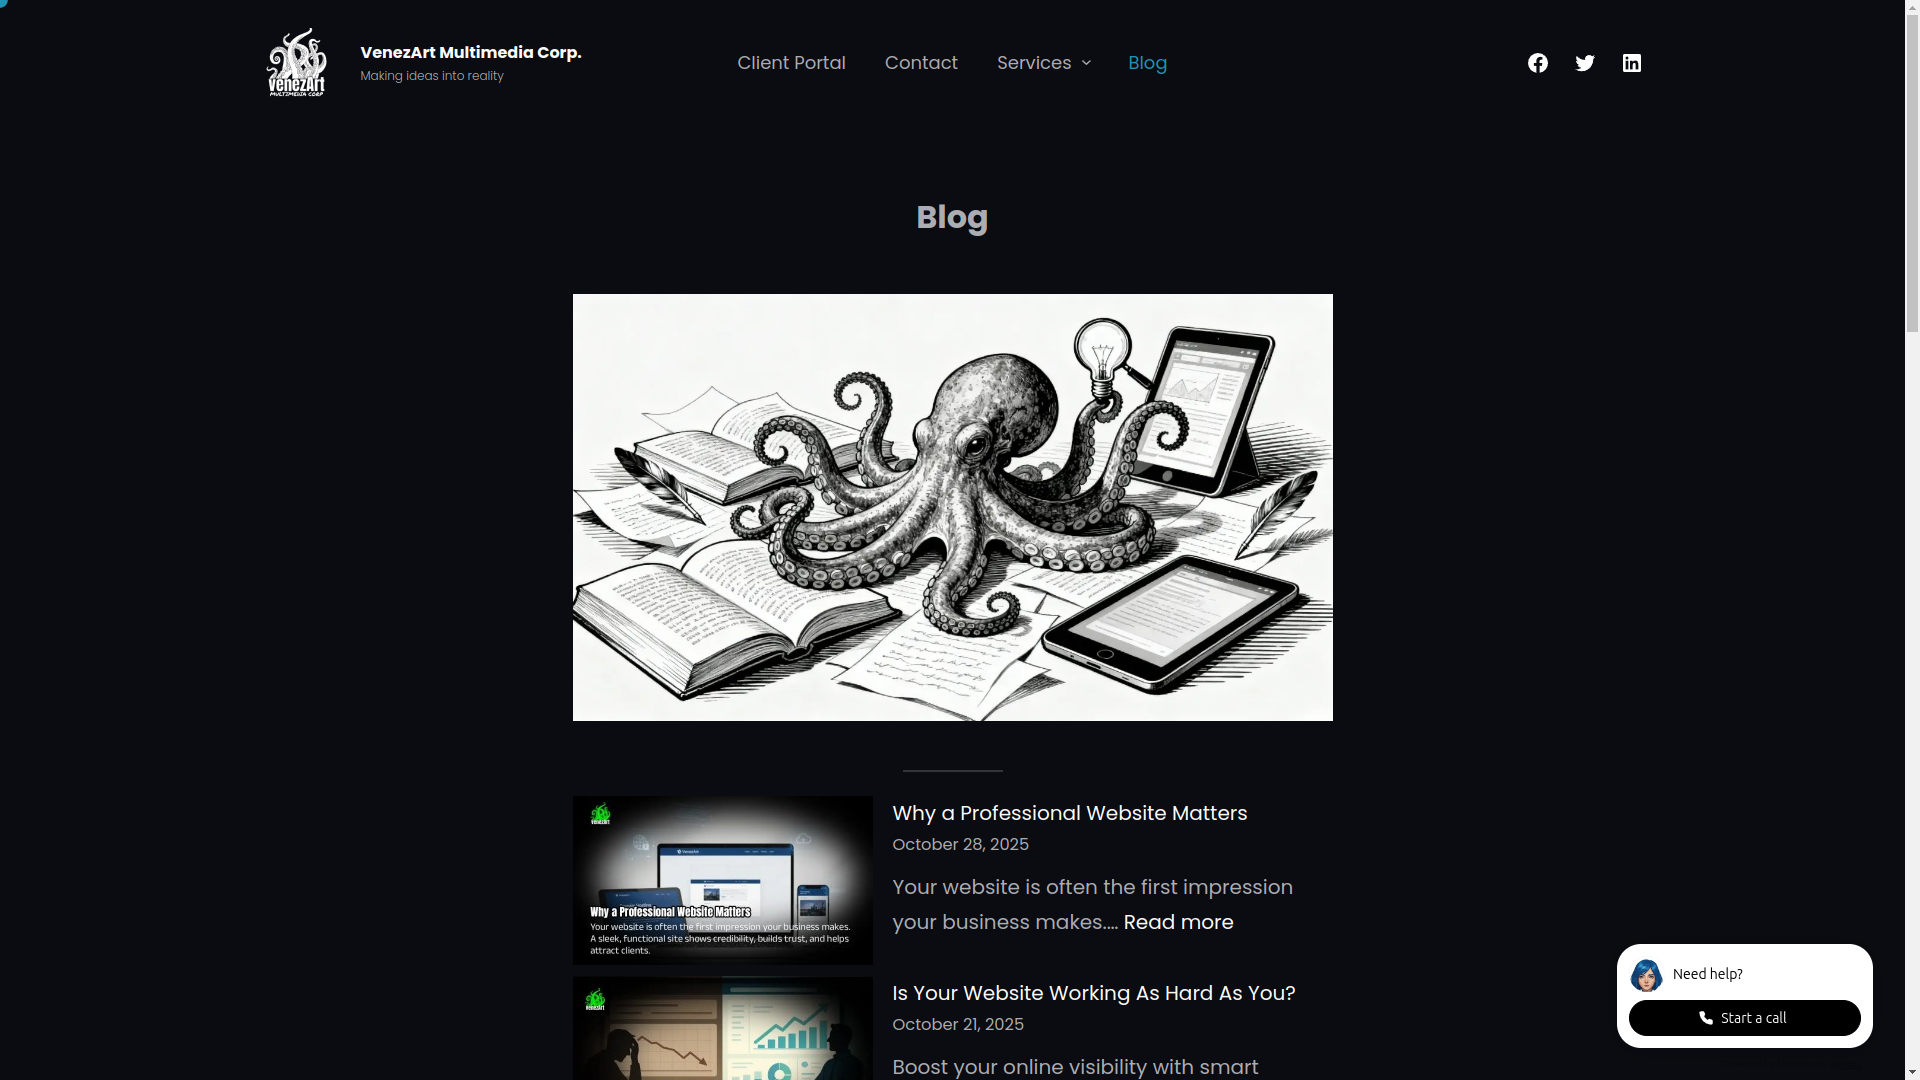 venezArt
MULTIMEDIA CORP
VenezArt Multimedia Corp.
Making ideas into reality
Client Portal
Contact
Services
Blog
Blog
Why a Professional Website Matters
Your website is often the first impression your business makes.
A sleek, functional site shows credibility, builds trust, and helps
attract clients.
Why a Professional Website Matters
October 28, 2025
Your website is often the first impression
your business makes.… Read more
venezArt
Is Your Website Working As Hard As You?
October 21, 2025
Boost your online visibility with smart
Need help?
Start a call